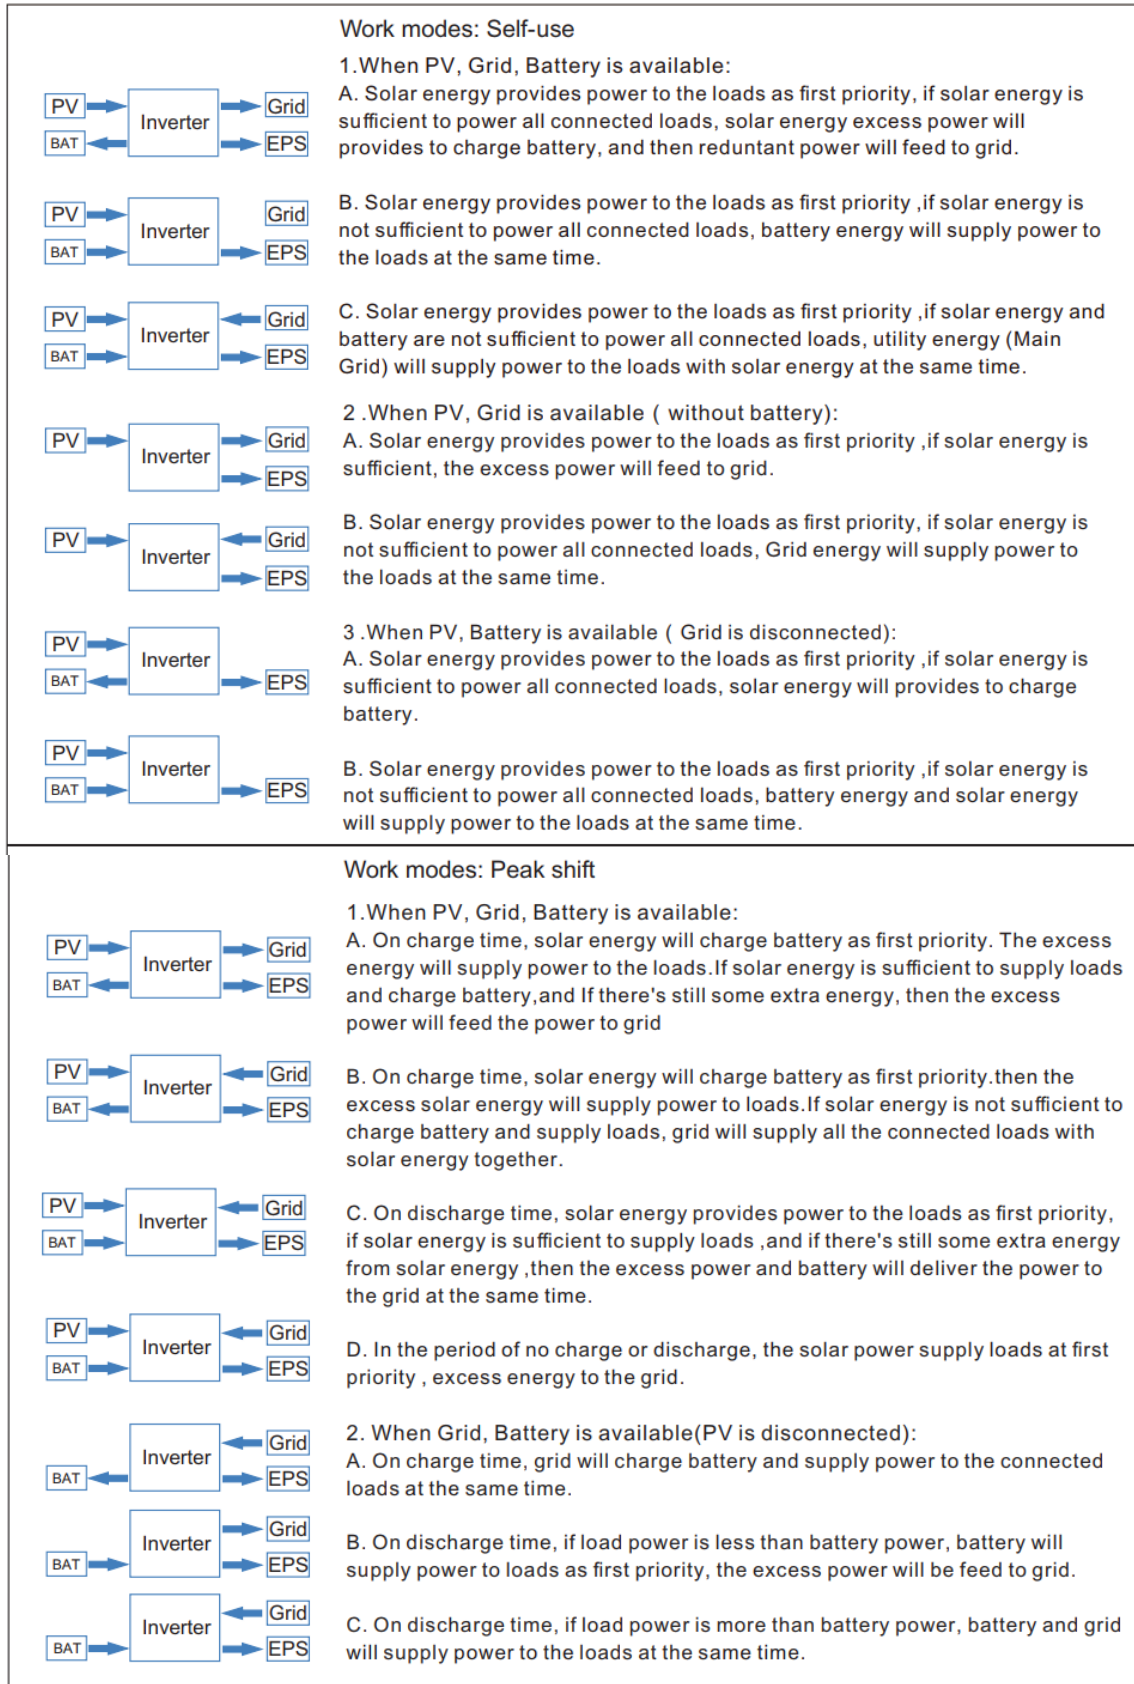 Work modes: Self-use
1.When PV, Grid, Battery is available:
PV
Grid
Inverter
BAT
EPS
A. Solar energy provides power to the loads as first priority, if solar energy is
sufficient to power all connected loads, solar energy excess power will
provides to charge battery, and then reduntant power will feed to grid.
PV
Grid
Inverter
BAT
EPS
B. Solar energy provides power to the loads as first priority ,if solar energy is
not sufficient to power all connected loads, battery energy will supply power to
the loads at the same time.
PV
Grid
Inverter
BAT
EPS
C. Solar energy provides power to the loads as first priority ,if solar energy and
battery are not sufficient to power all connected loads, utility energy (Main
Grid) will supply power to the loads with solar energy at the same time.
2 .When PV, Grid is available ( without battery):
PV
Grid
Inverter
EPS
A. Solar energy provides power to the loads as first priority ,if solar energy is
sufficient, the excess power will feed to grid.
PV
Grid
Inverter
EPS
B. Solar energy provides power to the loads as first priority, if solar energy is
not sufficient to power all connected loads, Grid energy will supply power to
the loads at the same time.
3 .When PV, Battery is available ( Grid is disconnected):
PV
Inverter
BAT
EPS
A. Solar energy provides power to the loads as first priority ,if solar energy is
sufficient to power all connected loads, solar energy will provides to charge
battery.
PV
Inverter
BAT
EPS
B. Solar energy provides power to the loads as first priority ,if solar energy is
not sufficient to power all connected loads, battery energy and solar energy
will supply power to the loads at the same time.
Work modes: Peak shift
1.When PV, Grid, Battery is available:
PV
Grid
Inverter
BAT
EPS
A. On charge time, solar energy will charge battery as first priority. The excess
energy will supply power to the loads.If solar energy is sufficient to supply loads
and charge battery,and If there's still some extra energy, then the excess
power will feed the power to grid
PV
Grid
Inverter
BAT
EPS
B. On charge time, solar energy will charge battery as first priority.then the
excess solar energy will supply power to loads.If solar energy is not sufficient to
charge battery and supply loads, grid will supply all the connected loads with
solar energy together.
PV
Grid
Inverter
BAT
EPS
C. On discharge time, solar energy provides power to the loads as first priority,
if solar energy is sufficient to supply loads ,and if there's still some extra energy
from solar energy ,then the excess power and battery will deliver the power to
the grid at the same time.
PV
Grid
Inverter
BAT
EPS
D. In the period of no charge or discharge, the solar power supply loads at first
priority , excess energy to the grid.
2. When Grid, Battery is available(PV is disconnected):
Grid
Inverter
BAT
EPS
A. On charge time, grid will charge battery and supply power to the connected
loads at the same time.
Grid
Inverter
BAT
EPS
B. On discharge time, if load power is less than battery power, battery will
supply power to loads as first priority, the excess power will be feed to grid.
Grid
Inverter
BAT
EPS
C. On discharge time, if load power is more than battery power, battery and grid
will supply power to the loads at the same time.